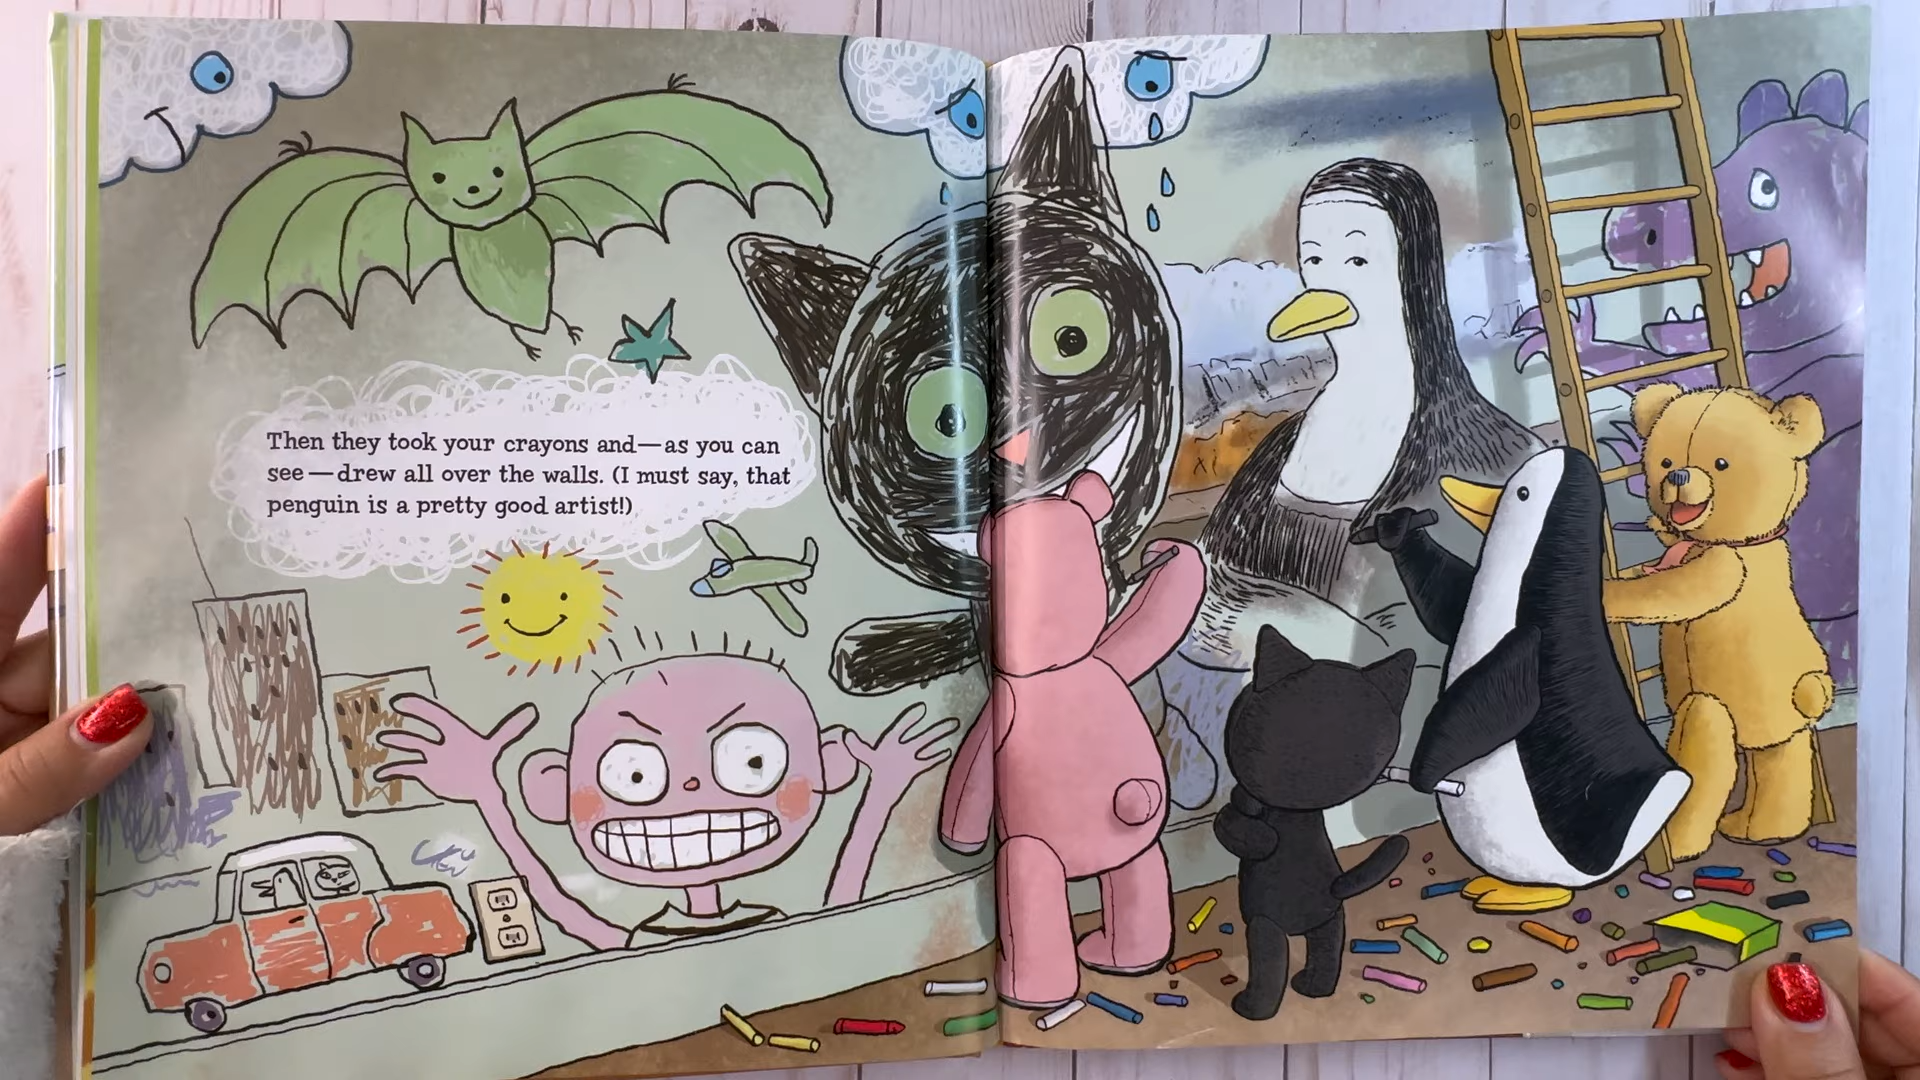 Then they took your crayons and—as you can
see—drew all over the walls. (I must say, that
penguin is a pretty good artist!)